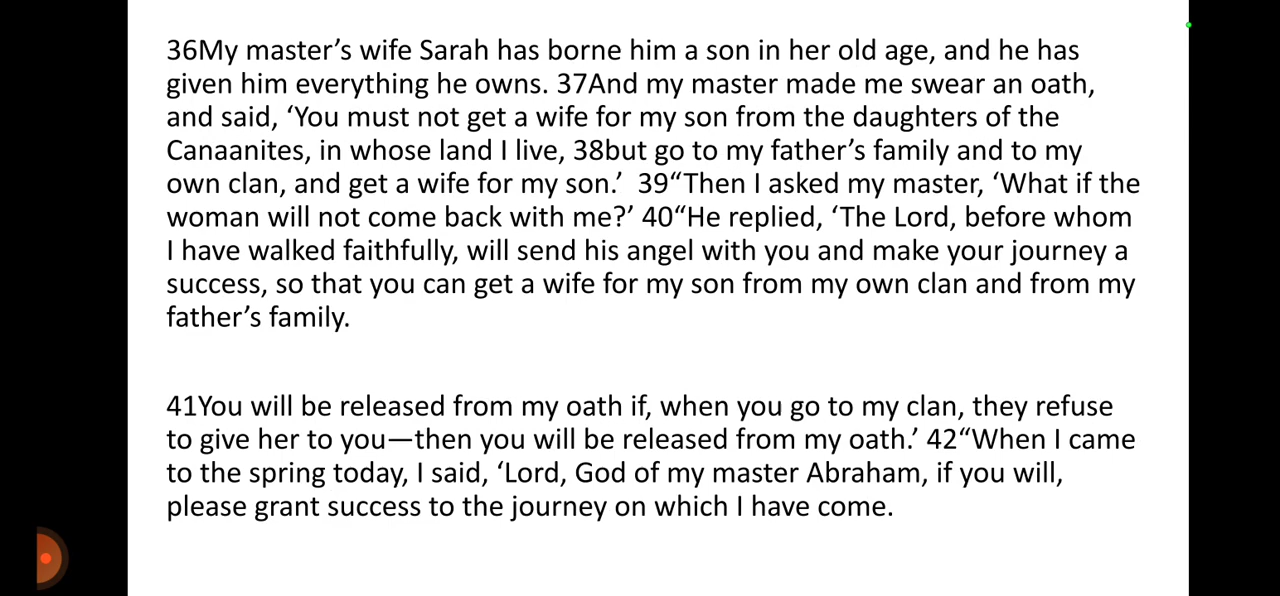 36My master’s wife Sarah has borne him a son in her old age, and he has
given him everything he owns. 37And my master made me swear an oath,
and said, ‘You must not get a wife for my son from the daughters of the
Canaanites, in whose land I live, 38but go to my father’s family and to my
own clan, and get a wife for my son.’  39“Then I asked my master, ‘What if the
woman will not come back with me?’ 40“He replied, ‘The Lord, before whom
I have walked faithfully, will send his angel with you and make your journey a
success, so that you can get a wife for my son from my own clan and from my
father’s family.
41You will be released from my oath if, when you go to my clan, they refuse
to give her to you—then you will be released from my oath.’ 42“When I came
to the spring today, I said, ‘Lord, God of my master Abraham, if you will,
please grant success to the journey on which I have come.